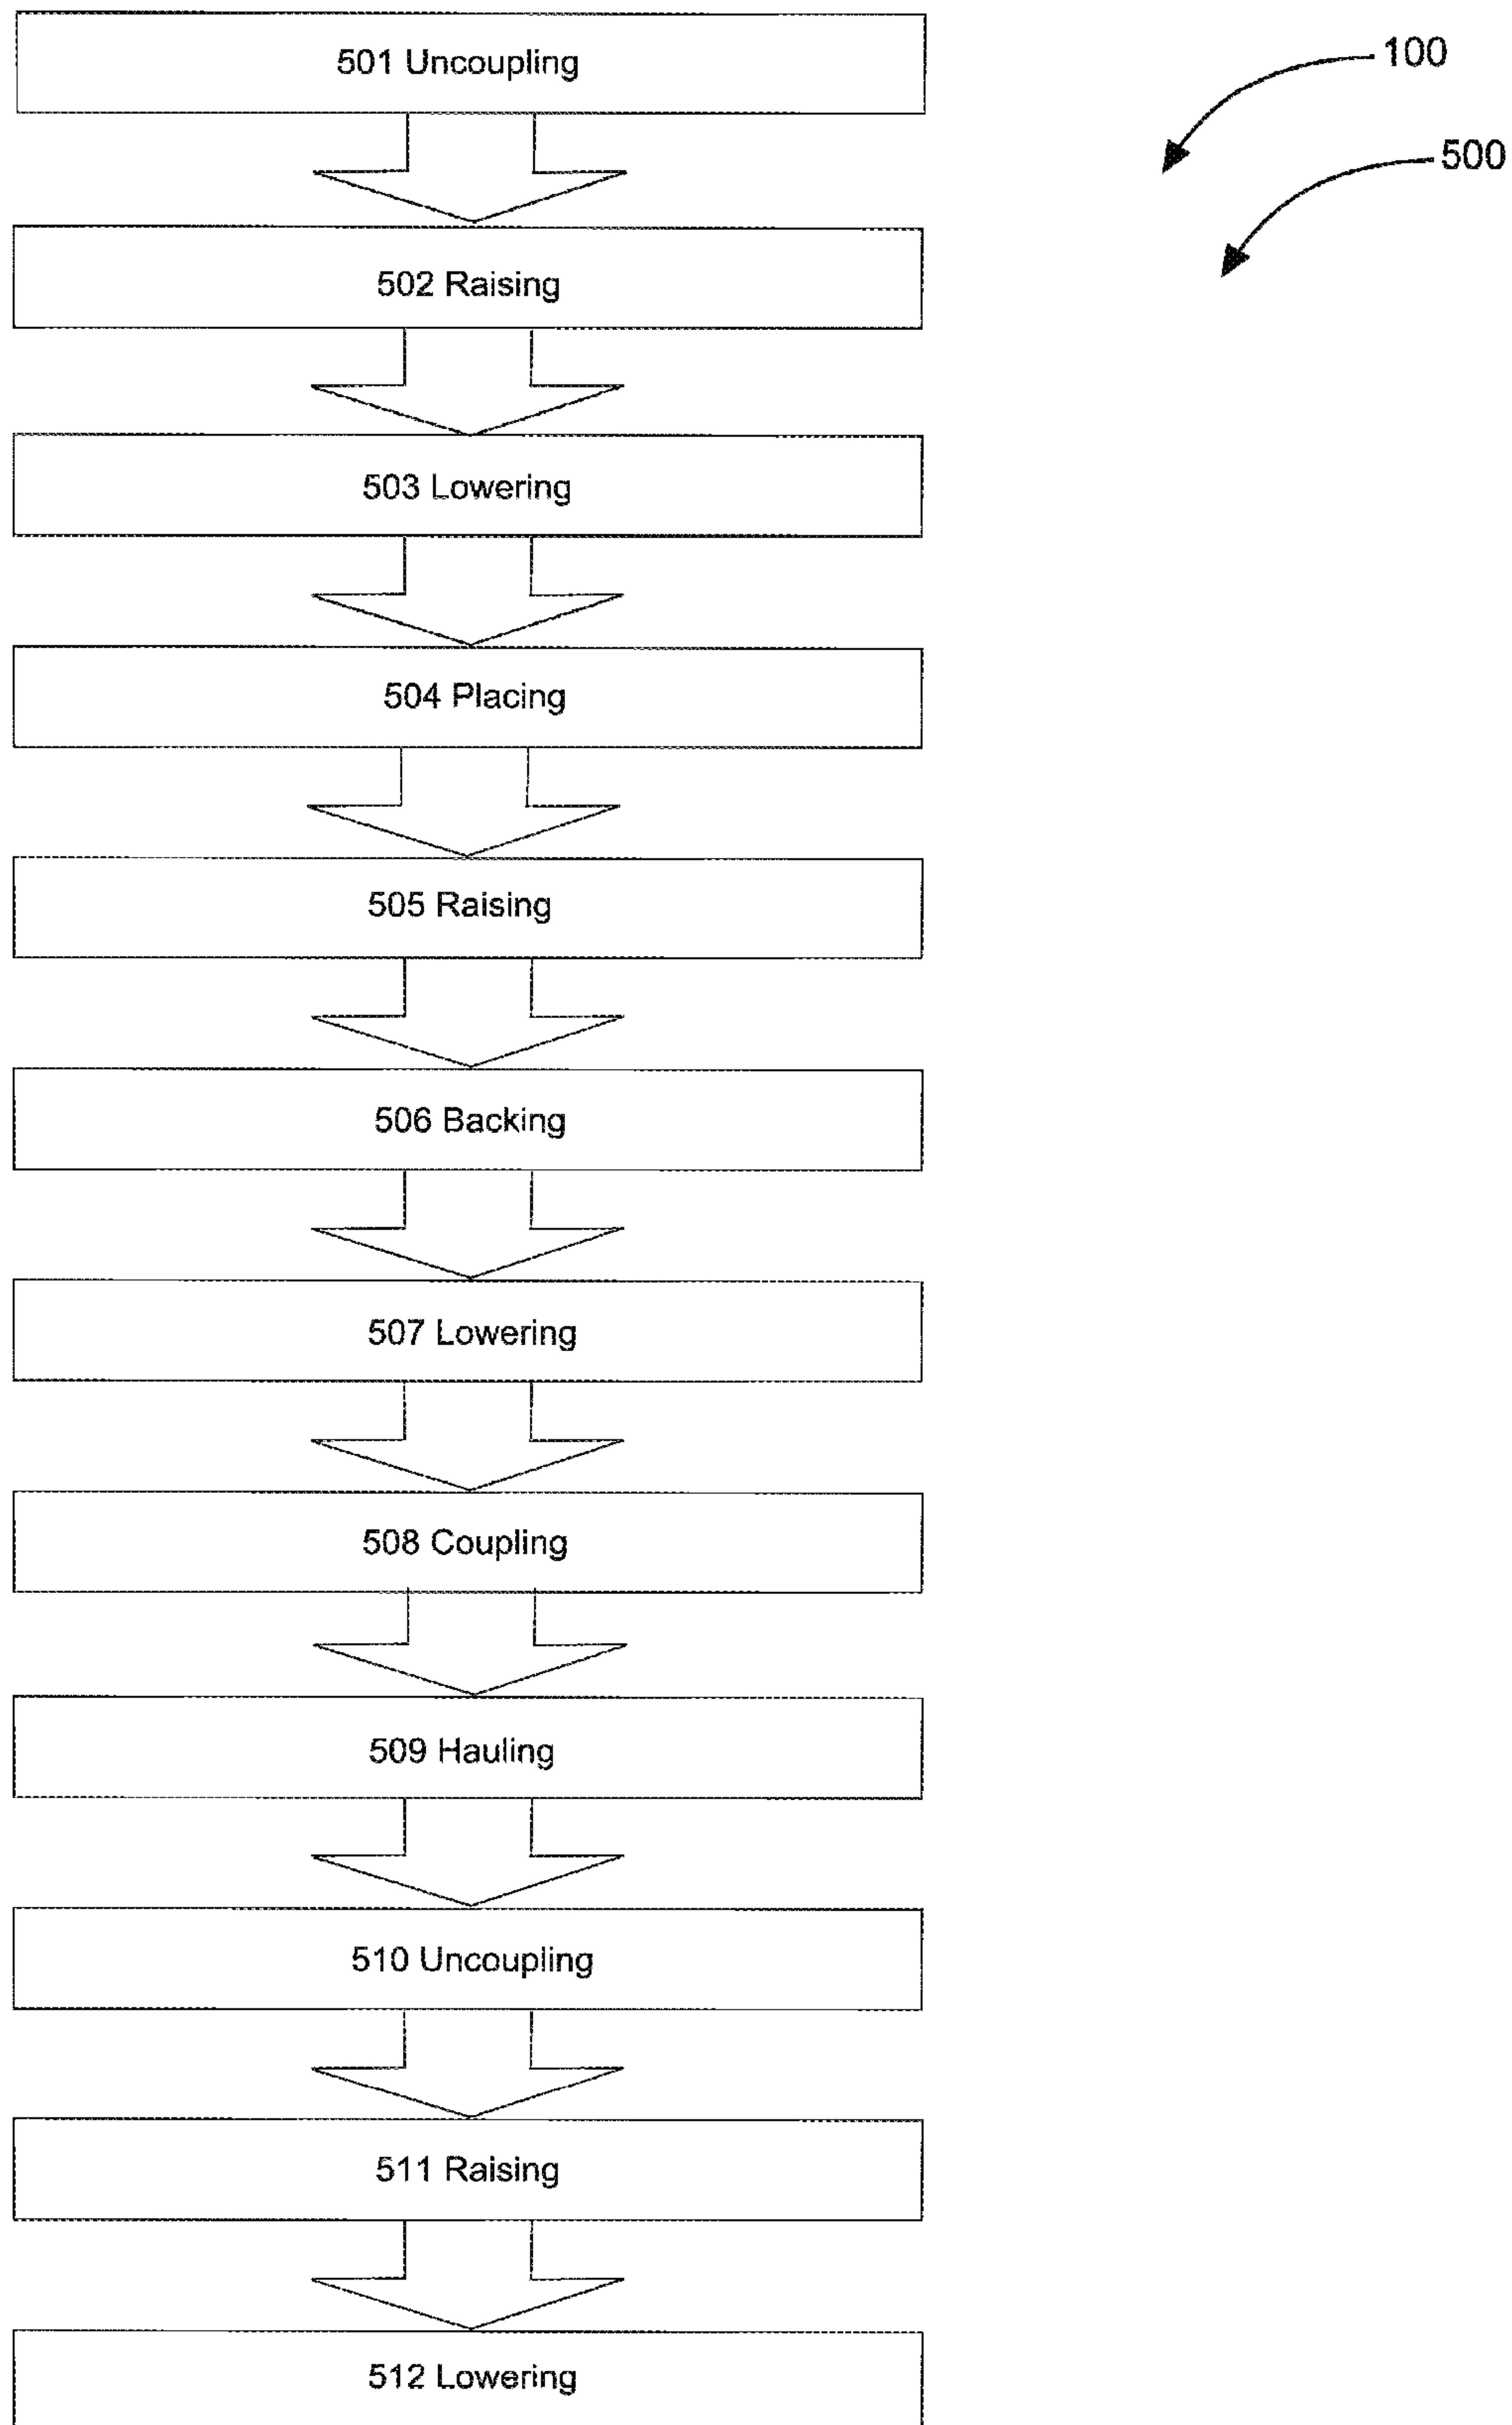 501 Uncoupling
100
500
502 Raising
503 Lowering
504 Placing
505 Raising
506 Backing
507 Lowering
508 Coupling
509 Hauling
510 Uncoupling
511 Raising
512 Lowering